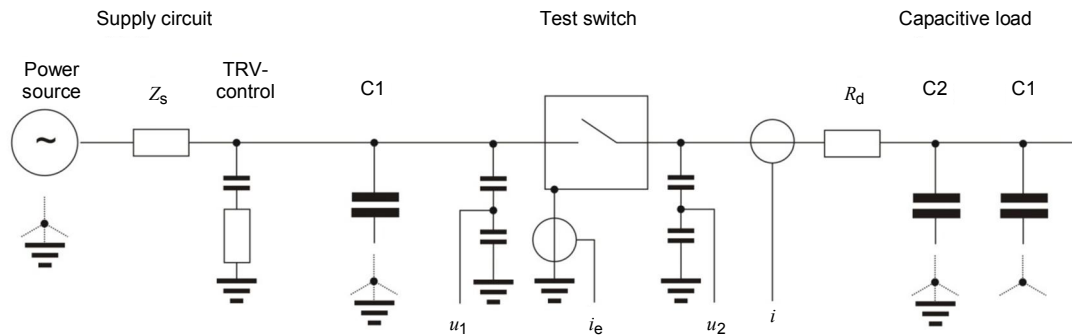 Supply circuit
Test switch
Capacitive load
Power
source
Zs
TRV-
control
C1
Rd
C2
C1
~
u1
ie
u2
i